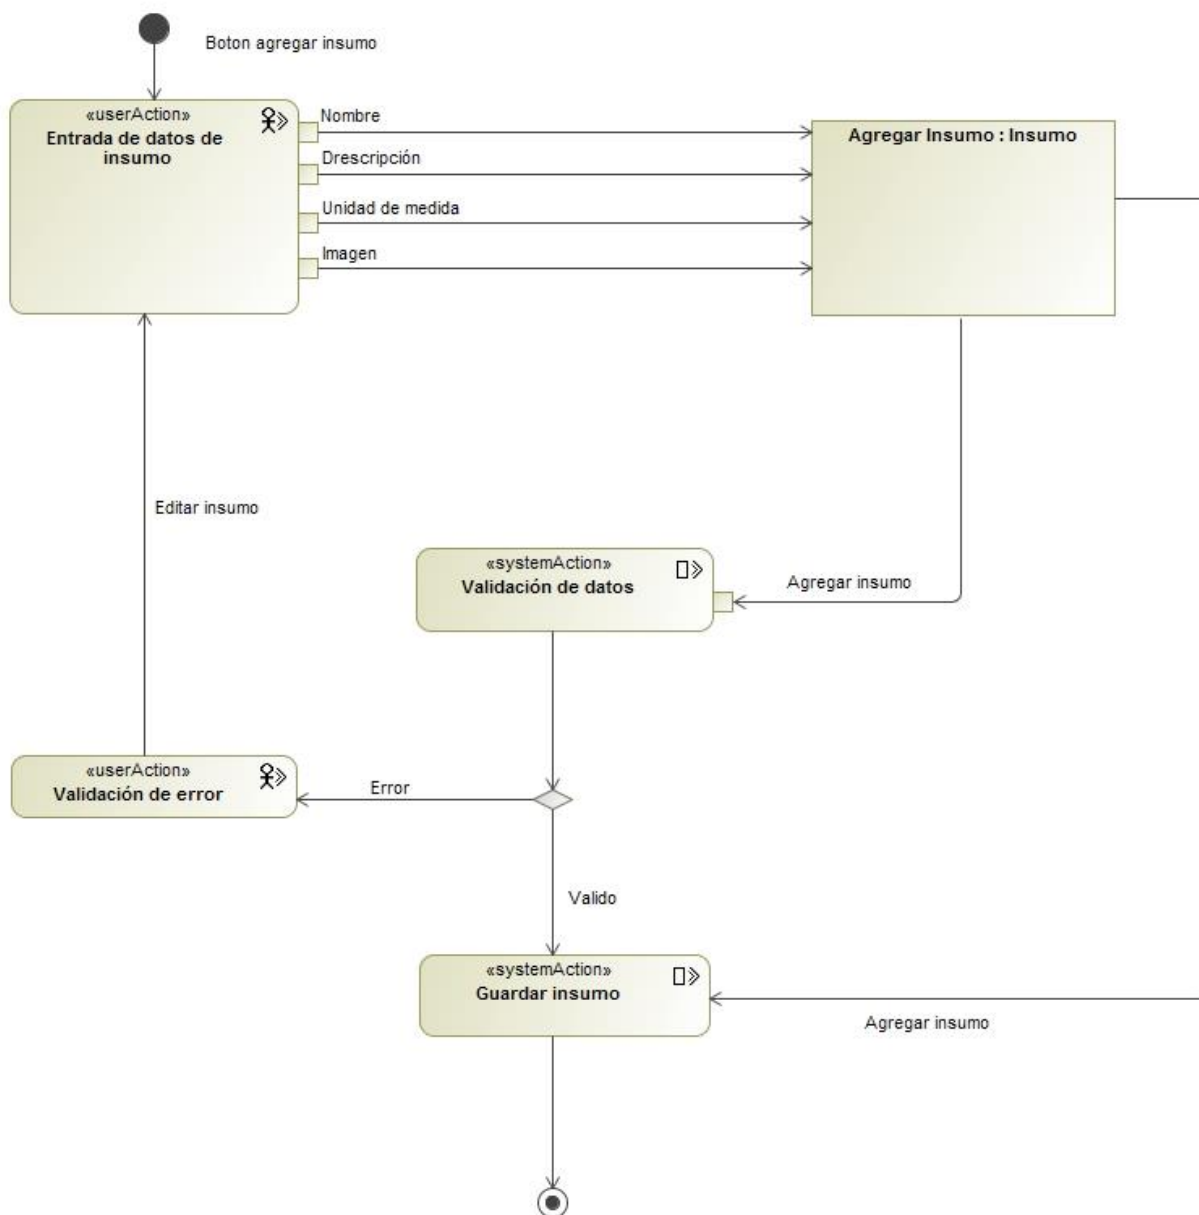 Boton agregar insumo
«userAction»
Entrada de datos de
insumo
Nombre
Drescripción
Unidad de medida
Imagen
Agregar Insumo : Insumo
Editar insumo
«systemAction»
Validación de datos
Agregar insumo
«userAction»
Validación de error
Error
Valido
«systemAction»
Guardar insumo
Agregar insumo